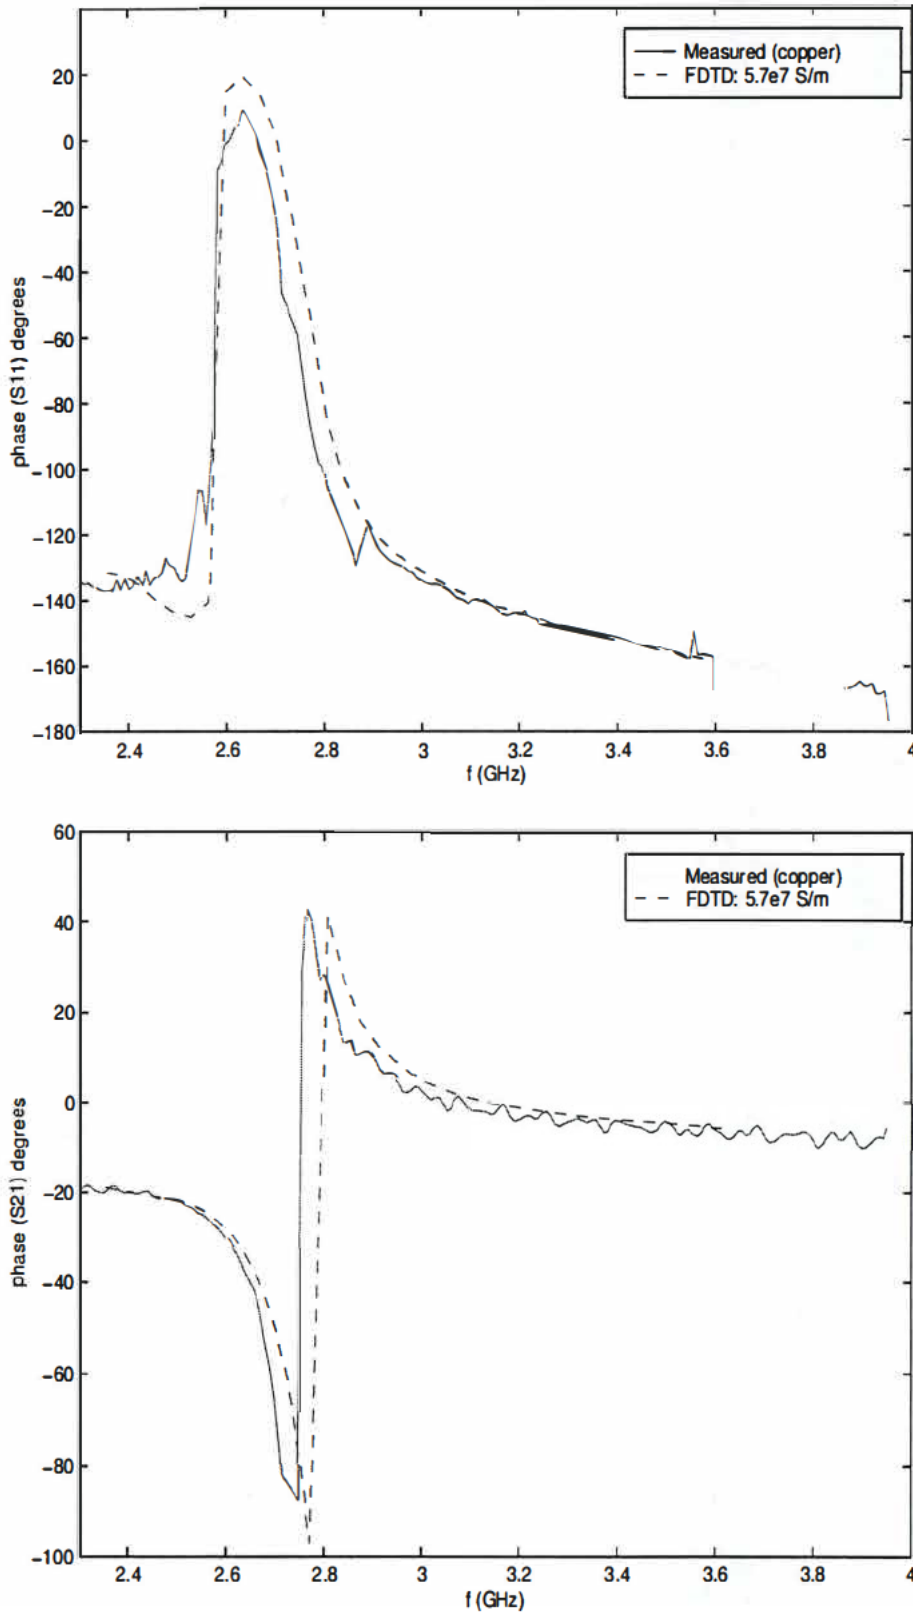 Measured (copper)
FDTD: 5.7e7 S/m
20
0
−20
−40
−60
−80
−100
−120
−140
−160
−180
phase (S11) degrees
2.4 2.6 2.8 3 3.2 3.4 3.6 3.8 4
f (GHz)
60
Measured (copper)
FDTD: 5.7e7 S/m
40
20
0
−20
−40
−60
−80
−100
phase (S21) degrees
2.4 2.6 2.8 3 3.2 3.4 3.6 3.8 4
f (GHz)